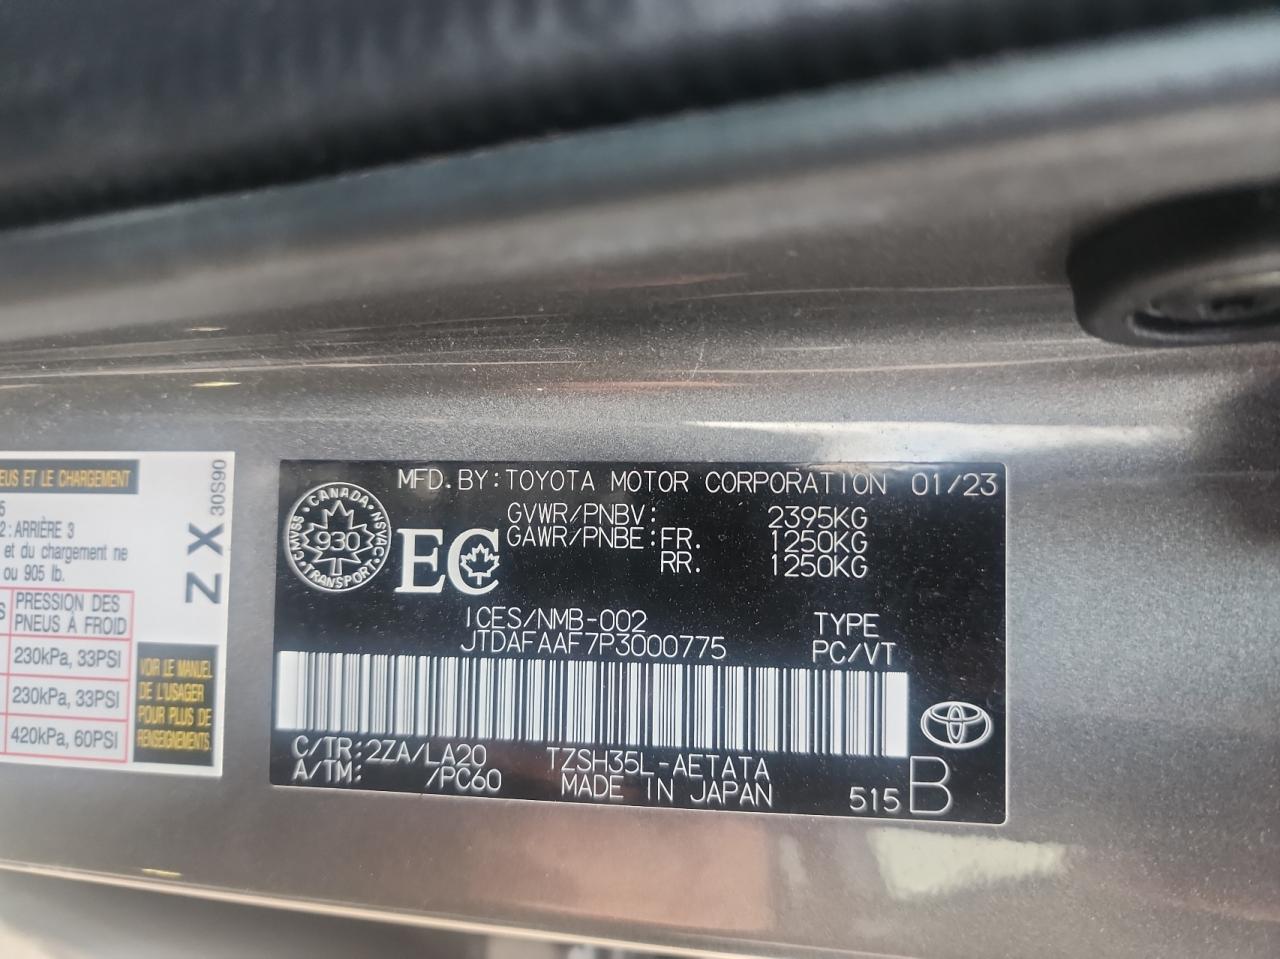 EUS ET LE CHARGEMENT
5
2: ARRIÈRE 3
et du chargement ne
ou 905 lb.
S PRESSION DES
PNEUS À FROID
230kPa, 33PSI
230kPa, 33PSI
420kPa, 60PSI
VOIR LE MANUEL
DE L'USAGER
POUR PLUS DE
RENSEIGNEMENTS.
ZX 30S90
MFD. BY: TOYOTA MOTOR CORPORATION 01/23
GVWR/PNBV: 2395KG
GAWR/PNBE: FR. 1250KG
RR. 1250KG
CANADA
CMVSS NSVAC
930
TRANSPORT
EC
ICES/NMB-002 TYPE
JTDAFAAF7P3000775 PC/VT
C/TR: 2ZA/LA20 TZSH35L-AETATA
A/TM: /PC60 MADE IN JAPAN 515 B